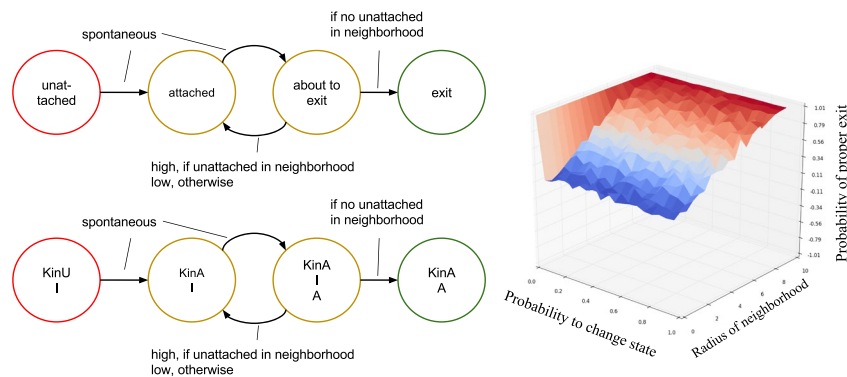 spontaneous
if no unattached
in neighborhood
unat-
tached
attached
about to
exit
exit
high, if unattached in neighborhood
low, otherwise
spontaneous
if no unattached
in neighborhood
KinU
I
KinA
I
KinA
I
A
KinA
A
high, if unattached in neighborhood
low, otherwise
1.01
0.79
0.56
0.34
0.11
-0.11
-0.34
-0.56
-0.79
-1.01
Probability of proper exit
0.0
0.2
0.4
0.6
0.8
1.0
Probability to change state
0
2
4
6
8
10
Radius of neighborhood